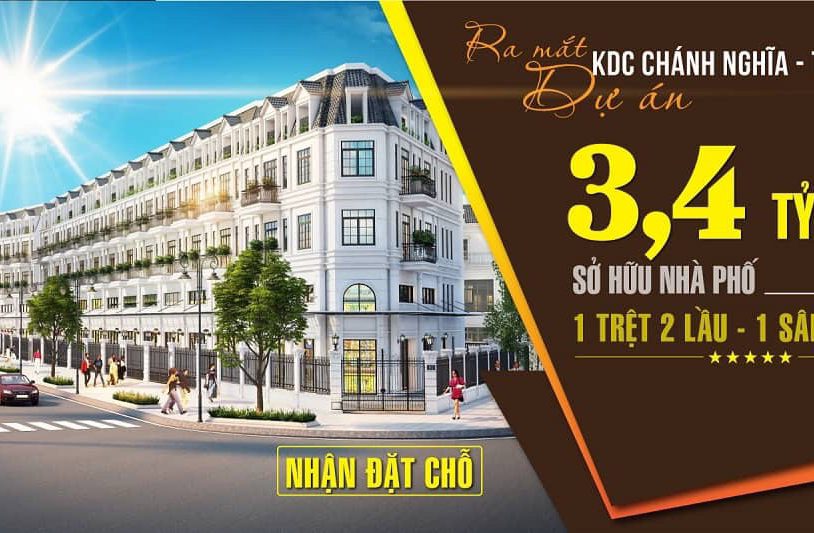 Ra mắt
Dự án
KDC CHÁNH NGHĨA -
3,4 TỶ
SỞ HỮU NHÀ PHỐ
1 TRỆT 2 LẦU - 1
NHẬN ĐẶT CHỖ